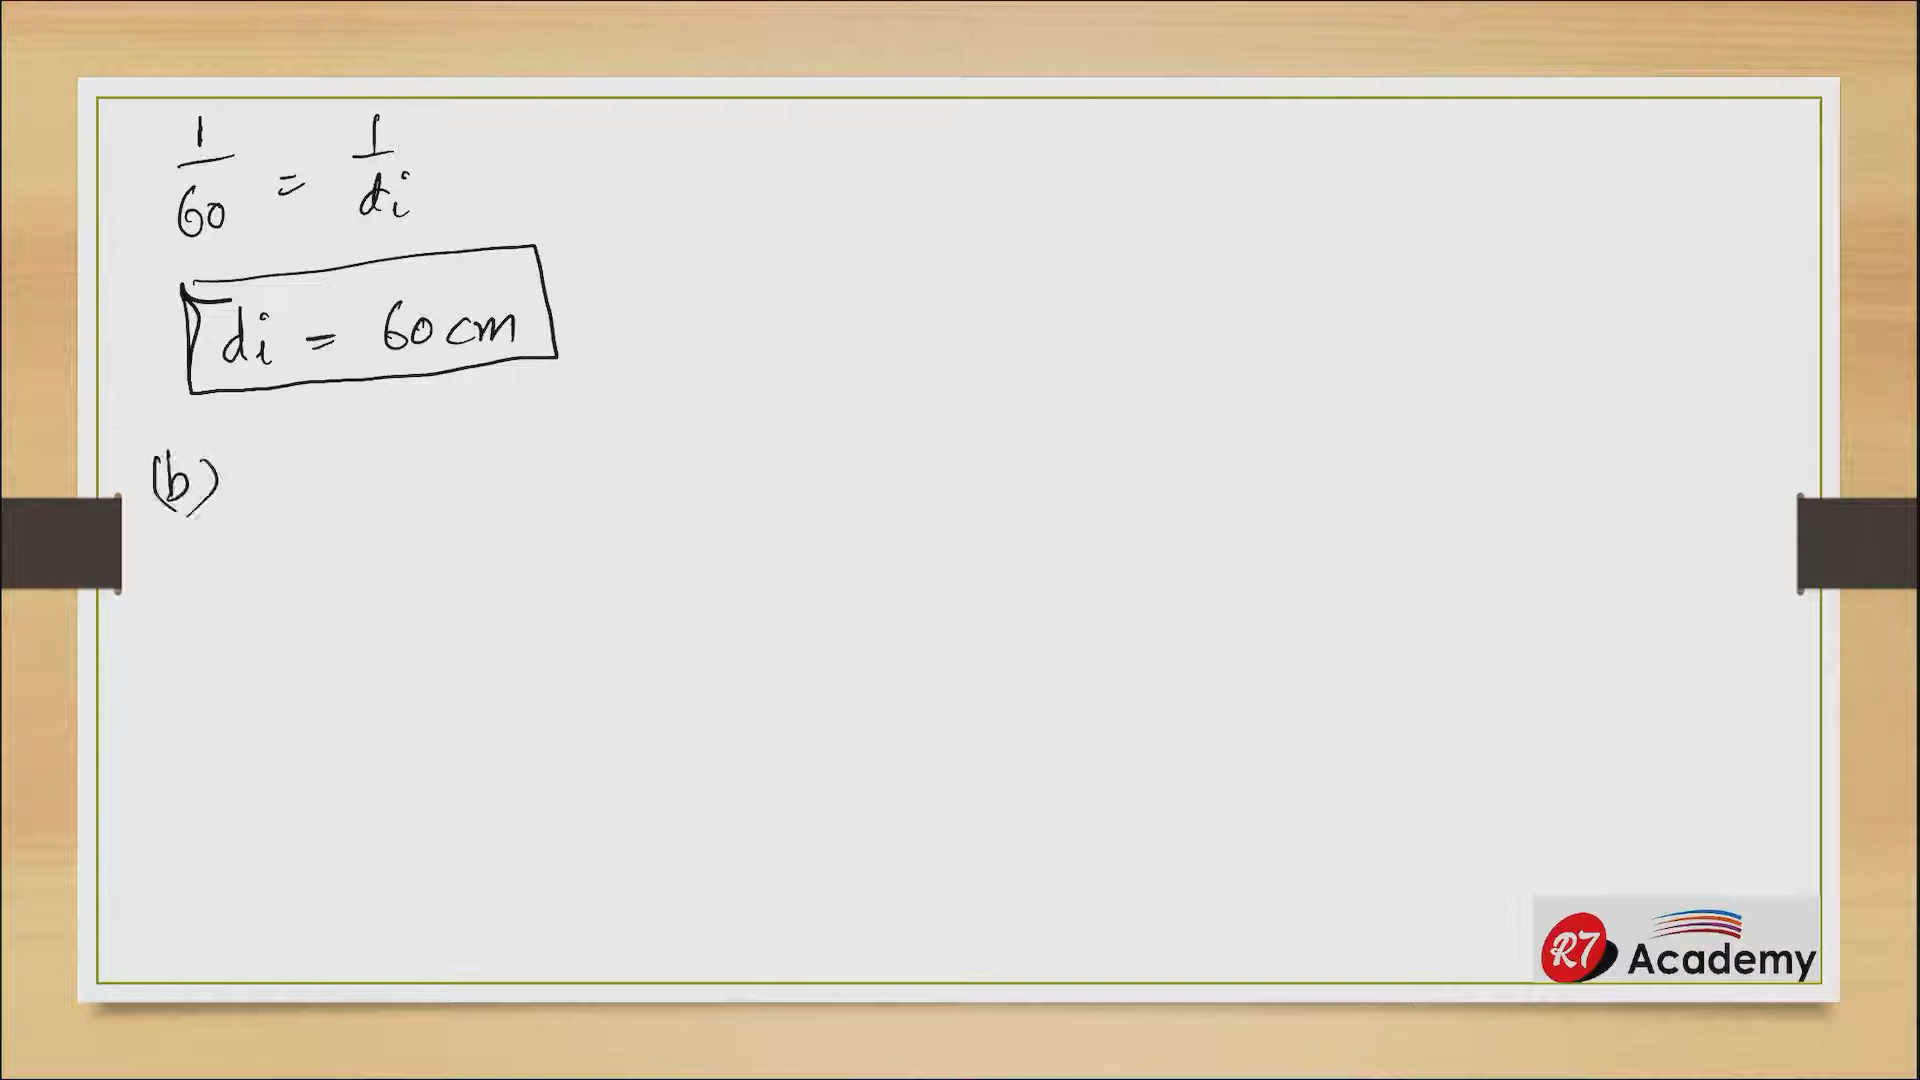 1/60 = 1/di
di = 60 cm
(b)
R7 Academy